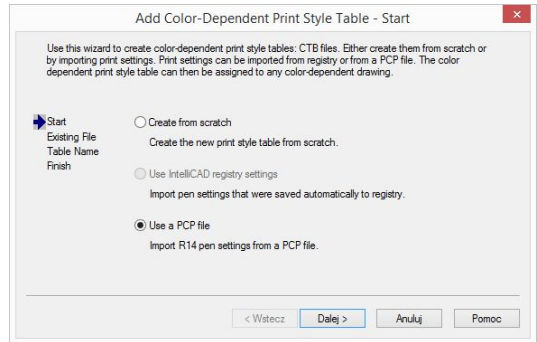 Add Color-Dependent Print Style Table - Start
Use this wizard to create color-dependent print style tables: CTB files. Either create them from scratch or
by importing print settings. Print settings can be imported from registry or from a PCP file. The color
dependent print style table can then be assigned to any color-dependent drawing.
Start
Existing File
Table Name
Finish
Create from scratch
Create the new print style table from scratch.
Use IntelliCAD registry settings
Import pen settings that were saved automatically to registry.
Use a PCP file
Import R14 pen settings from a PCP file.
< Wstecz
Dalej >
Anuluj
Pomoc